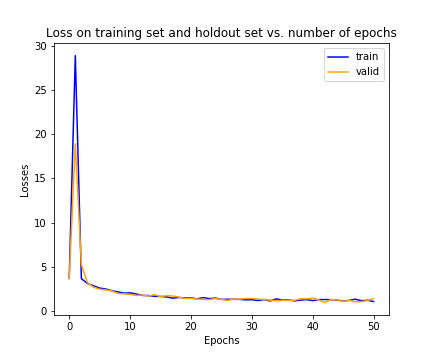 Loss on training set and holdout set vs. number of epochs
30
25
20
15
10
5
0
Losses
train
valid
0 10 20 30 40 50
Epochs